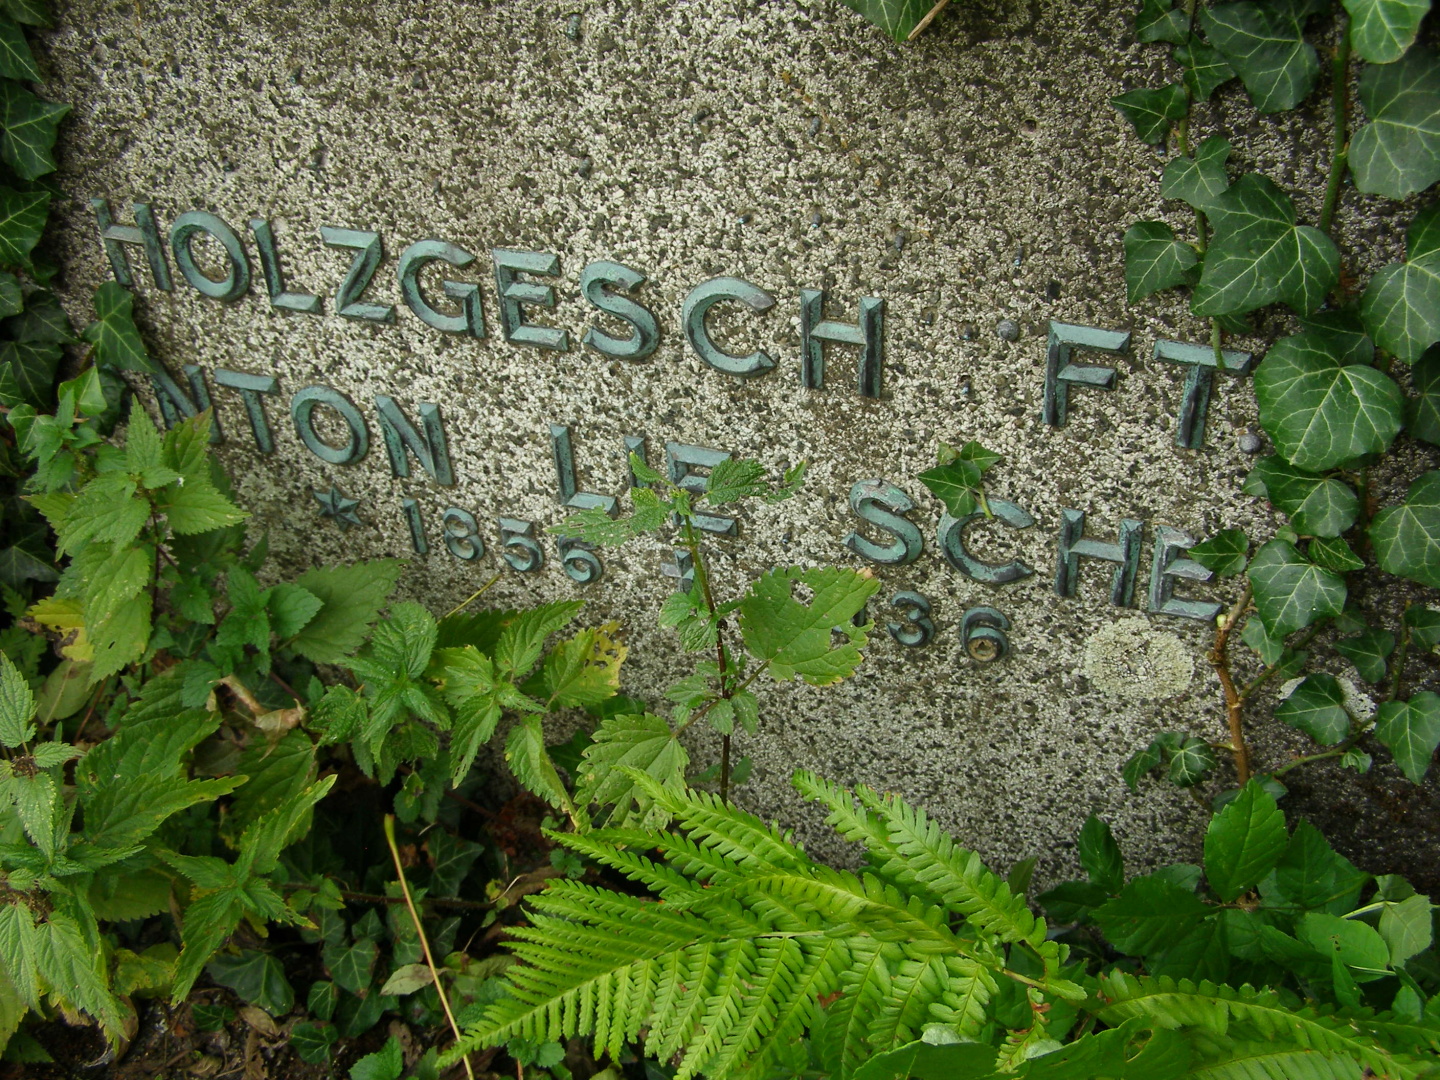 HOLZGESCH FT
NTON LIE SCHE
* 1856 † 36